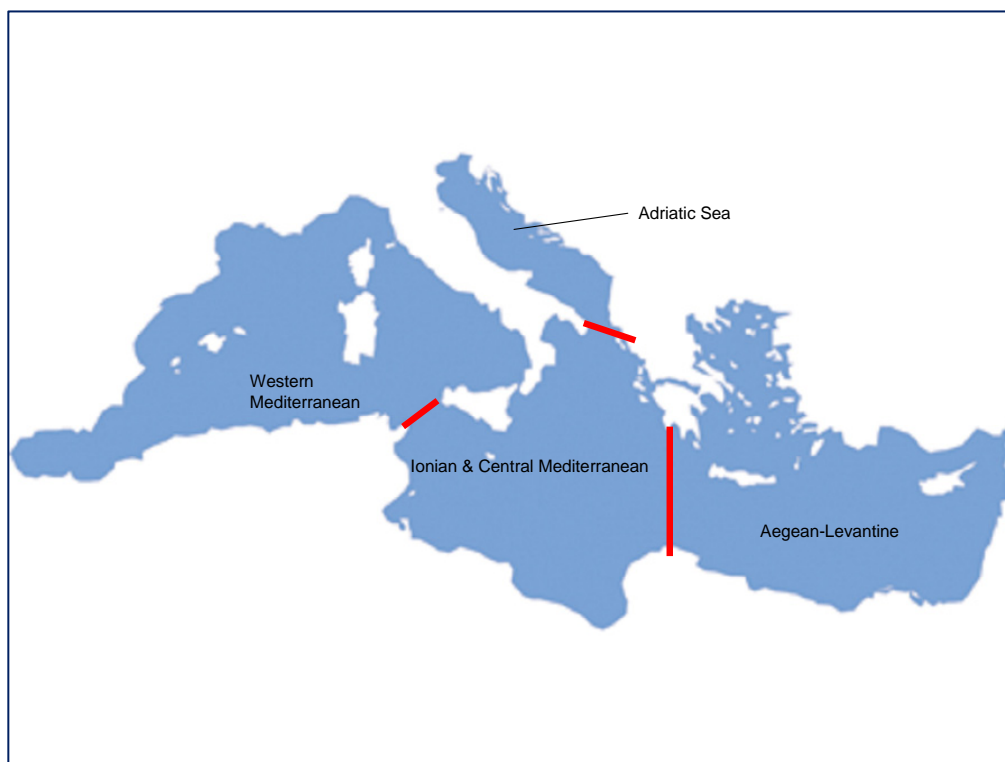 Adriatic Sea
Western
Mediterranean
Ionian & Central Mediterranean
Aegean-Levantine